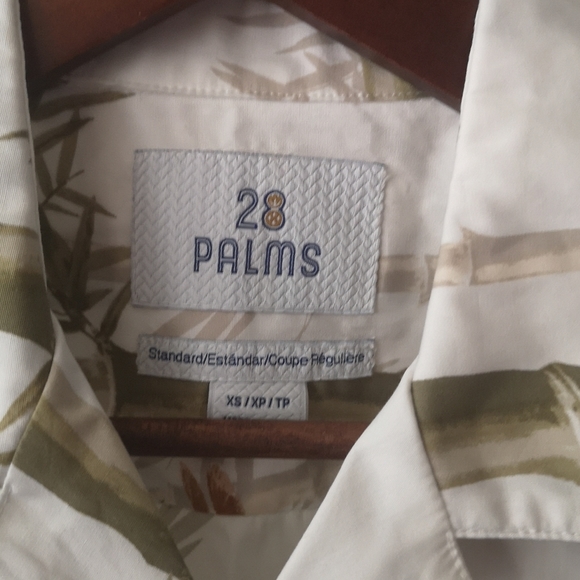 28
PALMS
Standard/Estándar/Coupe Régulière
XS / XP / TP